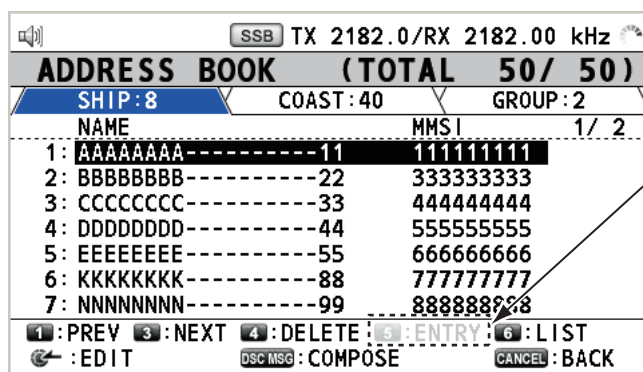 SSB TX 2182.0/RX 2182.00 kHz
ADDRESS BOOK (TOTAL 50/ 50)
SHIP:8 COAST:40 GROUP:2
NAME MMSI 1/ 2
1: AAAAAAAA----------11 111111111
2: BBBBBBBB----------22 333333333
3: CCCCCCCC----------33 444444444
4: DDDDDDDD----------44 555555555
5: EEEEEEEE----------55 666666666
6: KKKKKKKK----------88 777777777
7: NNNNNNNN----------99 888888888
1:PREV 3:NEXT 4:DELETE 5:ENTRY 6:LIST
:EDIT DSC MSG:COMPOSE CANCEL:BACK